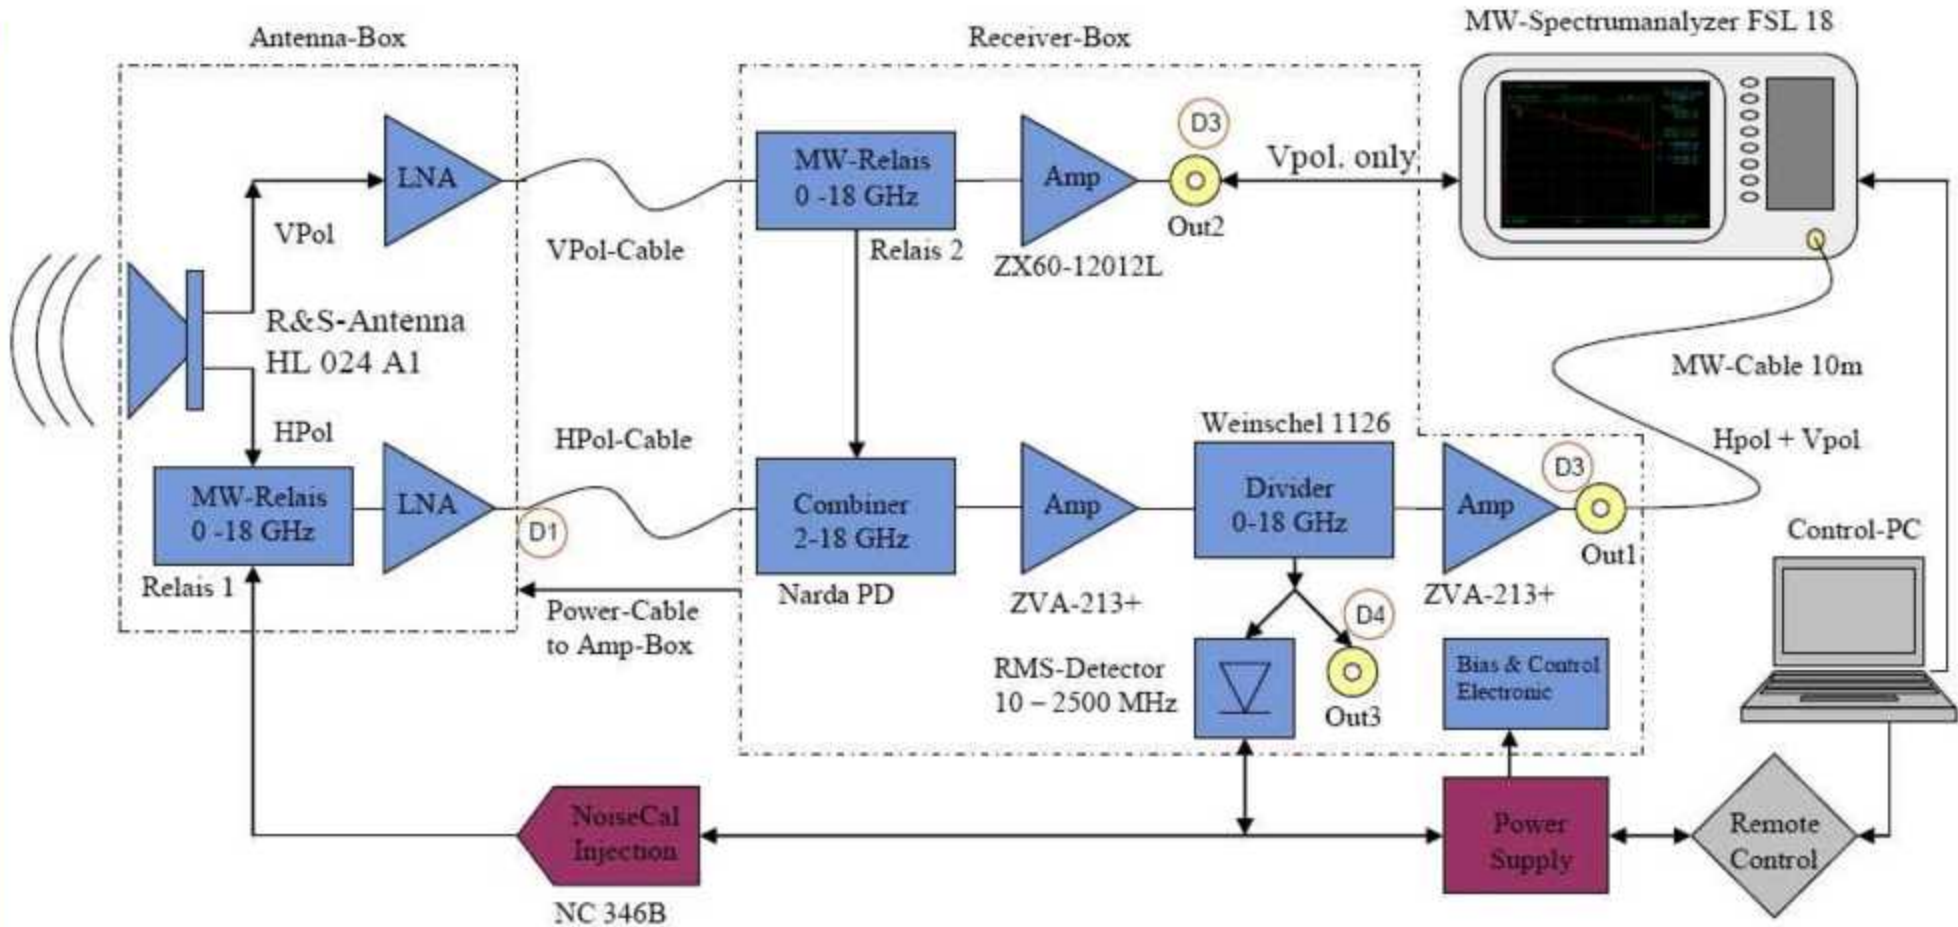 MW-Spectrumanalyzer FSL 18
Antenna-Box
Receiver-Box
D3
MW-Relais
0 -18 GHz
LNA
Amp
Vpol. only
Out2
VPol
VPol-Cable
Relais 2
ZX60-12012L
R&S-Antenna
HL 024 A1
MW-Cable 10m
HPol
HPol-Cable
Weinschel 1126
Hpol + Vpol
D3
MW-Relais
0 -18 GHz
LNA
D1
Combiner
2-18 GHz
Amp
Divider
0-18 GHz
Amp
Out1
Control-PC
Relais 1
Power-Cable
to Amp-Box
Narda PD
ZVA-213+
D4
ZVA-213+
RMS-Detector
10 – 2500 MHz
Out3
Bias & Control
Electronic
NoiseCal
Injection
NC 346B
Power
Supply
Remote
Control